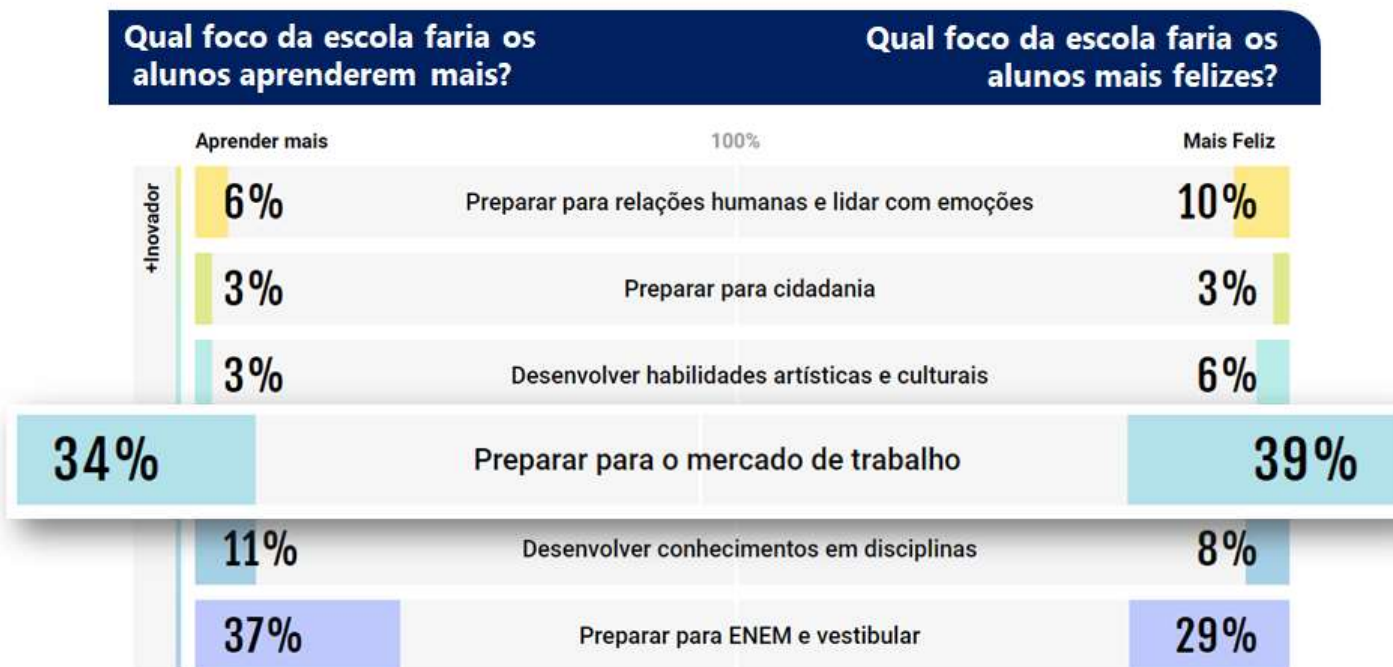 Qual foco da escola faria os
alunos aprenderem mais?
Qual foco da escola faria os
alunos mais felizes?
Aprender mais 100% Mais Feliz
+Inovador
6% Preparar para relações humanas e lidar com emoções 10%
3% Preparar para cidadania 3%
3% Desenvolver habilidades artísticas e culturais 6%
34% Preparar para o mercado de trabalho 39%
11% Desenvolver conhecimentos em disciplinas 8%
37% Preparar para ENEM e vestibular 29%